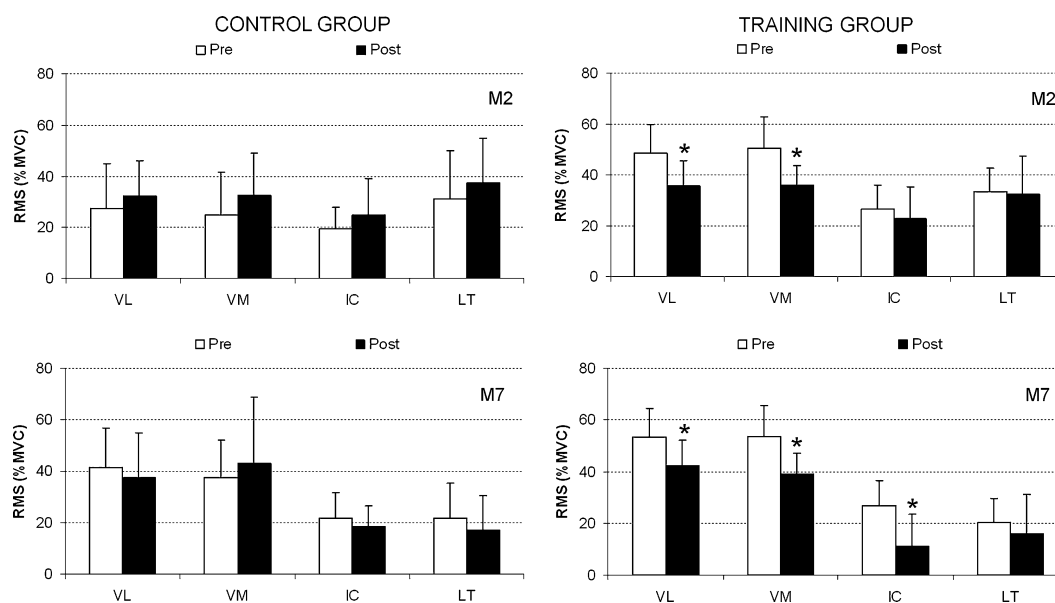 CONTROL GROUP
Pre Post
80
60
40
20
0
RMS (% MVC)
M2
VL VM IC LT
TRAINING GROUP
Pre Post
80
60
40
20
0
RMS (% MVC)
M2
*
*
VL VM IC LT
Pre Post
80
60
40
20
0
RMS (% MVC)
M7
VL VM IC LT
Pre Post
80
60
40
20
0
RMS (% MVC)
M7
*
*
*
VL VM IC LT